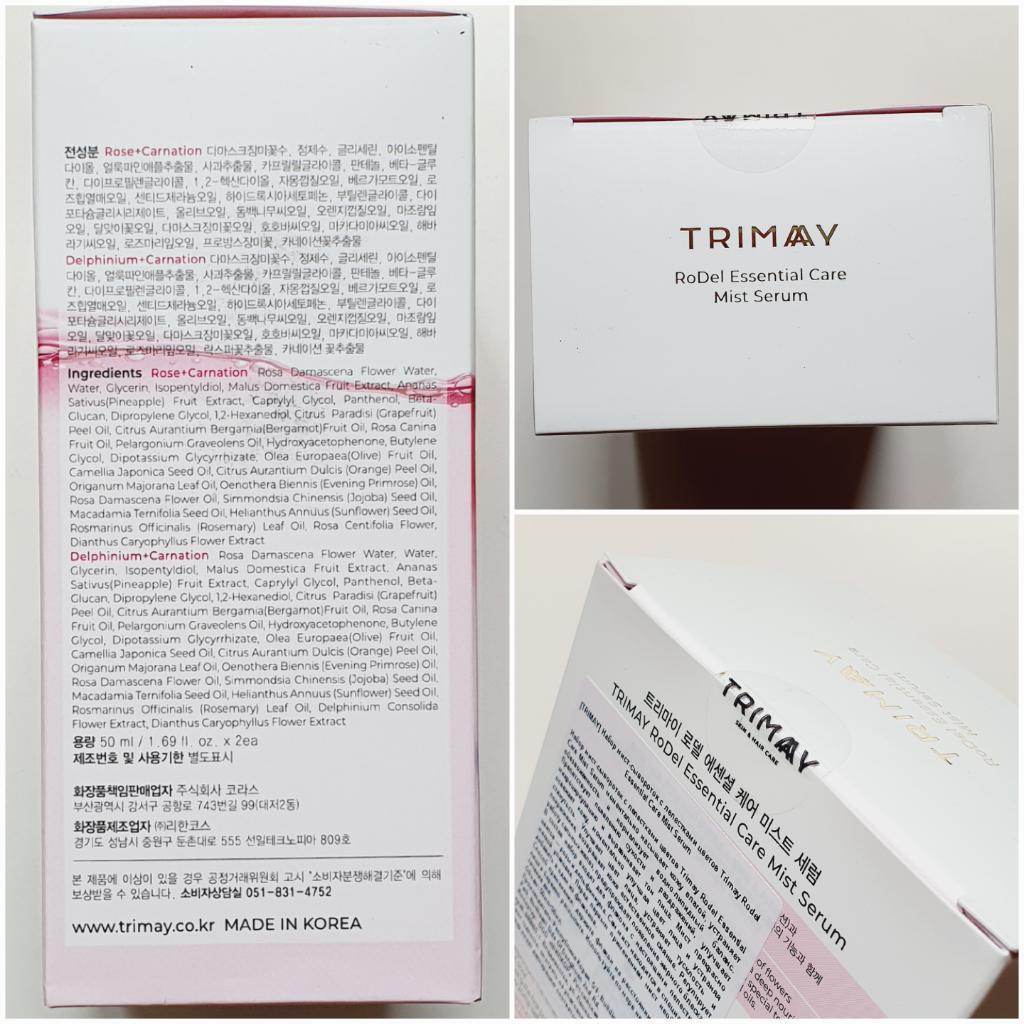 전성분 Rose+Carnation 디마스크장미꽃수, 정제수, 글리세린, 아이소펜틸
다이올, 얼룩파인애플추출물, 사과추출물, 카프릴릴글라이콜, 판테놀, 베타-글루
칸, 다이프로필렌글라이콜, 1,2-헥산다이올, 자몽껍질오일, 베르가모트오일, 로
즈힙열매오일, 센티드제라늄오일, 하이드록시아세토페논, 부틸렌글라이콜, 다이
포타슘글리시리제이트, 올리브오일, 동백나무씨오일, 오렌지껍질오일, 마조람잎
오일, 달맞이꽃오일, 다마스크장미꽃오일, 호호바씨오일, 마카다미아씨오일, 해바
라기씨오일, 로즈마리잎오일, 프로방스장미꽃, 카네이션꽃추출물
Delphinium+Carnation 다마스크장미꽃수, 정제수, 글리세린, 아이소펜틸
다이올, 얼룩파인애플추출물, 사과추출물, 카프릴릴글라이콜, 판테놀, 베타-글루
칸, 다이프로필렌글라이콜, 1,2-헥산다이올, 자몽껍질오일, 베르가모트오일, 로
즈힙열매오일, 센티드제라늄오일, 하이드록시아세토페논, 부틸렌글라이콜, 다이
포타슘글리시리제이트, 올리브오일, 동백나무씨오일, 오렌지껍질오일, 마조람잎
오일, 달맞이꽃오일, 다마스크장미꽃오일, 호호바씨오일, 마카다미아씨오일, 해바
라기씨오일, 로즈마리잎오일, 락스퍼꽃추출물, 카네이션 꽃추출물
Ingredients Rose+Carnation Rosa Damascena Flower Water,
Water, Glycerin, Isopentyldiol, Malus Domestica Fruit Extract, Ananas
Sativus(Pineapple) Fruit Extract, Caprylyl Glycol, Panthenol, Beta-
Glucan, Dipropylene Glycol, 1,2-Hexanediol, Citrus Paradisi (Grapefruit)
Peel Oil, Citrus Aurantium Bergamia(Bergamot)Fruit Oil, Rosa Canina
Fruit Oil, Pelargonium Graveolens Oil, Hydroxyacetophenone, Butylene
Glycol, Dipotassium Glycyrrhizate, Olea Europaea(Olive) Fruit Oil,
Camellia Japonica Seed Oil, Citrus Aurantium Dulcis (Orange) Peel Oil,
Origanum Majorana Leaf Oil, Oenothera Biennis (Evening Primrose) Oil,
Rosa Damascena Flower Oil, Simmondsia Chinensis (Jojoba) Seed Oil,
Macadamia Ternifolia Seed Oil, Helianthus Annuus (Sunflower) Seed Oil,
Rosmarinus Officinalis (Rosemary) Leaf Oil, Rosa Centifolia Flower,
Dianthus Caryophyllus Flower Extract
Delphinium+Carnation Rosa Damascena Flower Water, Water,
Glycerin, Isopentyldiol, Malus Domestica Fruit Extract, Ananas
Sativus(Pineapple) Fruit Extract, Caprylyl Glycol, Panthenol, Beta-
Glucan, Dipropylene Glycol, 1,2-Hexanediol, Citrus Paradisi (Grapefruit)
Peel Oil, Citrus Aurantium Bergamia(Bergamot)Fruit Oil, Rosa Canina
Fruit Oil, Pelargonium Graveolens Oil, Hydroxyacetophenone, Butylene
Glycol, Dipotassium Glycyrrhizate, Olea Europaea(Olive) Fruit Oil,
Camellia Japonica Seed Oil, Citrus Aurantium Dulcis (Orange) Peel Oil,
Origanum Majorana Leaf Oil, Oenothera Biennis (Evening Primrose) Oil,
Rosa Damascena Flower Oil, Simmondsia Chinensis (Jojoba) Seed Oil,
Macadamia Ternifolia Seed Oil, Helianthus Annuus (Sunflower) Seed Oil,
Rosmarinus Officinalis (Rosemary) Leaf Oil, Delphinium Consolida
Flower Extract, Dianthus Caryophyllus Flower Extract
용량 50 ml / 1.69 fl. oz. x 2ea
제조번호 및 사용기한 별도표시
화장품책임판매업자 주식회사 코라스
부산광역시 강서구 공항로 743번길 99(대저2동)
화장품제조업자 ㈜리한코스
경기도 성남시 중원구 둔촌대로 555 선일테크노피아 809호
본 제품에 이상이 있을 경우 공정거래위원회 고시 "소비자분쟁해결기준"에 의해
보상받을 수 있습니다. 소비자상담실 051-831-4752
www.trimay.co.kr MADE IN KOREA
TRIMAY
RoDel Essential Care
Mist Serum
TRIMAY
RoDel Essential Care
Mist Serum
TRIMAY
SKIN & HAIR CARE
트리마이 로델 에센셜 케어 미스트 세럼
TRIMAY RoDel Essential Care Mist Serum
[TRIMAY] Набор мист-сывороток с лепестками цветов Trimay Rodel
Essential Care Mist Serum
Набор мист-сывороток с лепестками цветов Trimay Rodel Essential
Care Mist Serum
of flowers
deep nour
special
oils.